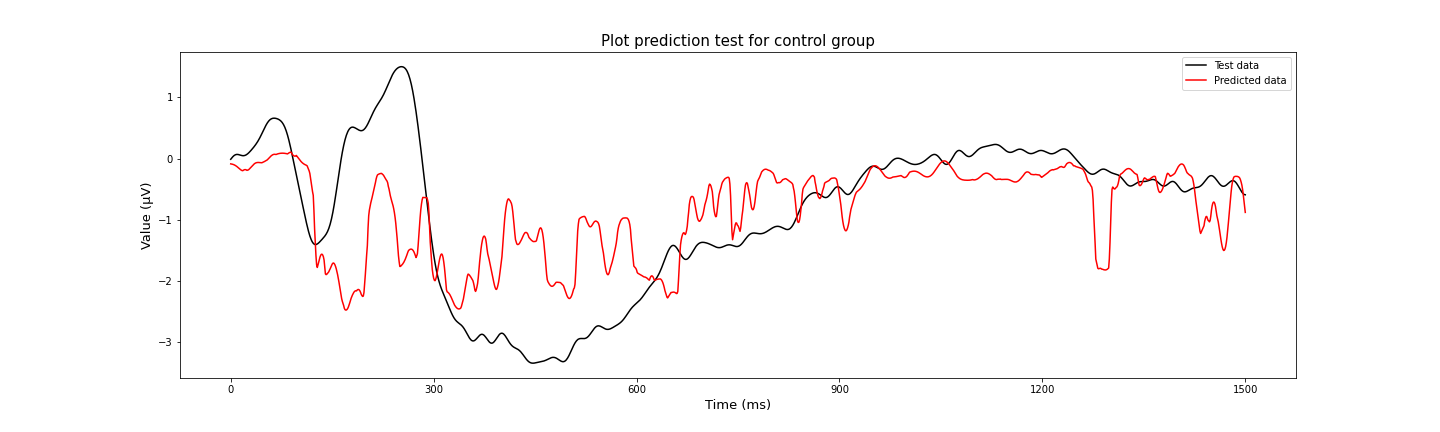 Plot prediction test for control group
Test data
Predicted data
Value (μV)
1
0
−1
−2
−3
0
300
600
900
1200
1500
Time (ms)